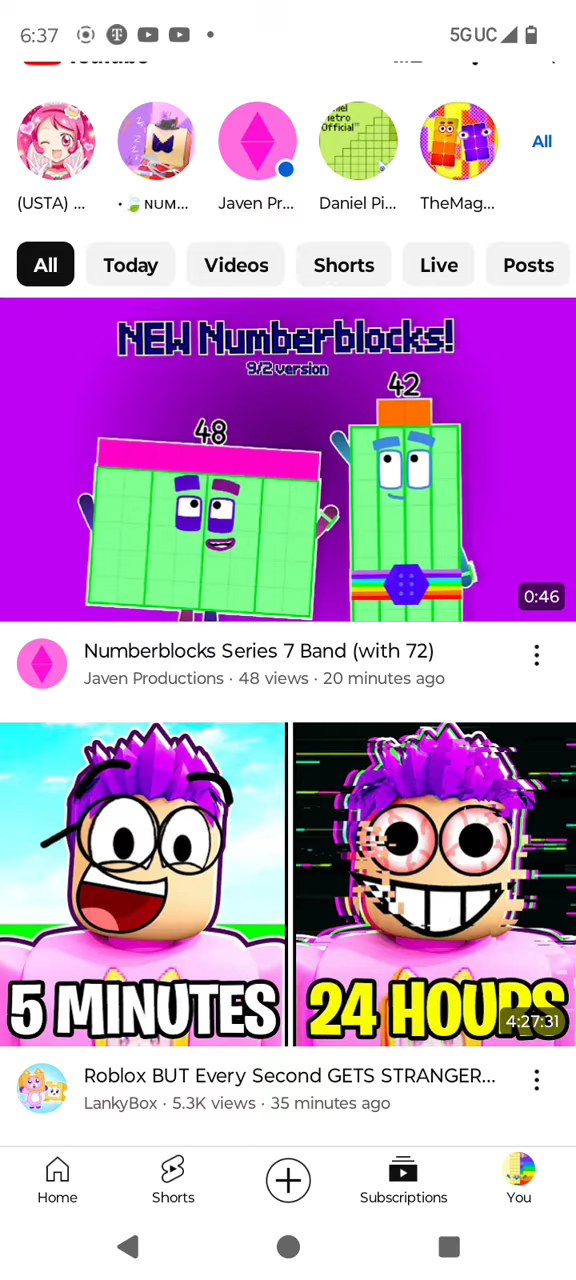 6:37
5G UC
(USTA) ...
•🍃ɴᴜᴍ...
Javen Pr...
Daniel Pi...
TheMag...
All
All
Today
Videos
Shorts
Live
Posts
NEW Numberblocks!
9/2 version
48
42
0:46
Numberblocks Series 7 Band (with 72)
Javen Productions · 48 views · 20 minutes ago
5 MINUTES
24 HOURS
4:27:31
Roblox BUT Every Second GETS STRANGER...
LankyBox · 5.3K views · 35 minutes ago
Home
Shorts
Subscriptions
You